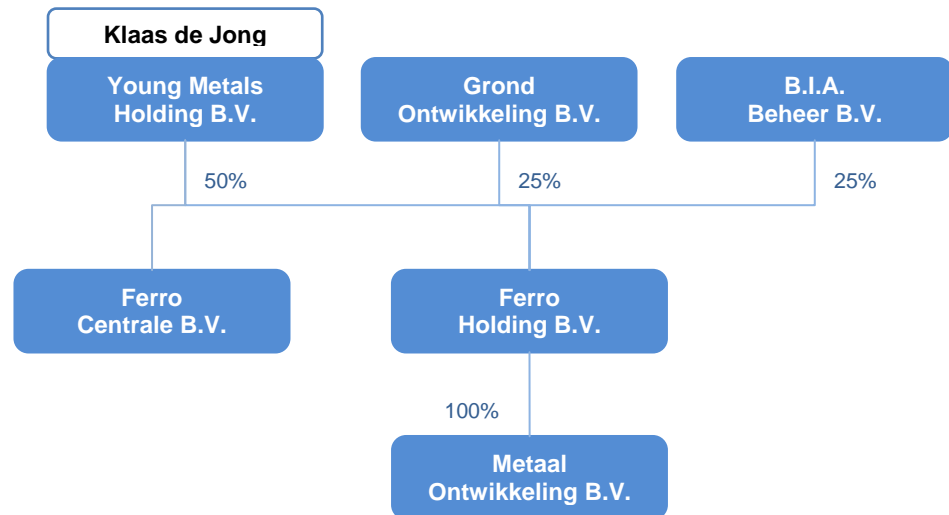 Klaas de Jong
Young Metals
Holding B.V.
Grond
Ontwikkeling B.V.
B.I.A.
Beheer B.V.
50%
25%
25%
Ferro
Centrale B.V.
Ferro
Holding B.V.
100%
Metaal
Ontwikkeling B.V.